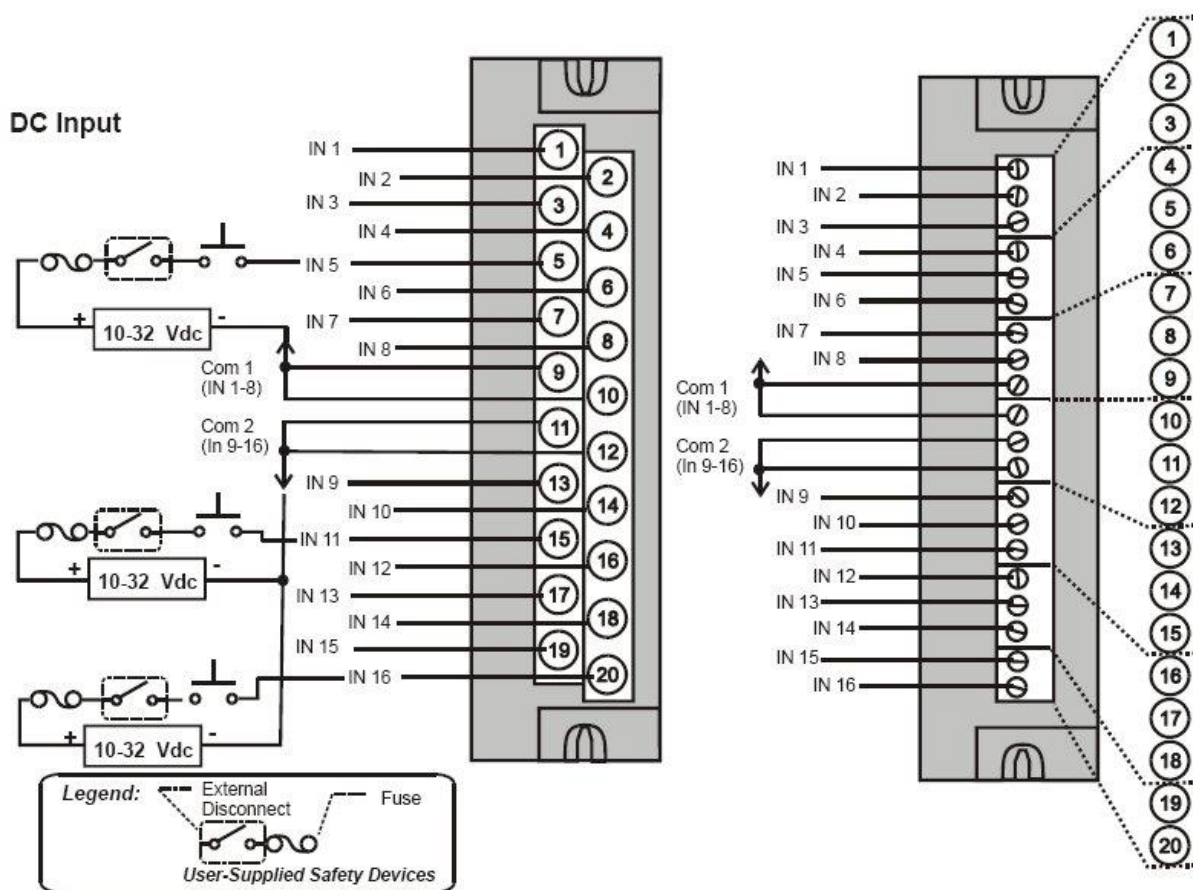 DC Input
IN 1
IN 2
IN 3
IN 4
IN 5
IN 6
IN 7
IN 8
+ 10-32 Vdc -
Com 1
(IN 1-8)
Com 2
(In 9-16)
IN 9
IN 10
IN 11
IN 12
+ 10-32 Vdc -
IN 13
IN 14
IN 15
IN 16
+ 10-32 Vdc -
1
2
3
4
5
6
7
8
9
10
11
12
13
14
15
16
17
18
19
20
Legend:
External
Disconnect
Fuse
User-Supplied Safety Devices
IN 1
IN 2
IN 3
IN 4
IN 5
IN 6
IN 7
IN 8
Com 1
(IN 1-8)
Com 2
(In 9-16)
IN 9
IN 10
IN 11
IN 12
IN 13
IN 14
IN 15
IN 16
1
2
3
4
5
6
7
8
9
10
11
12
13
14
15
16
17
18
19
20